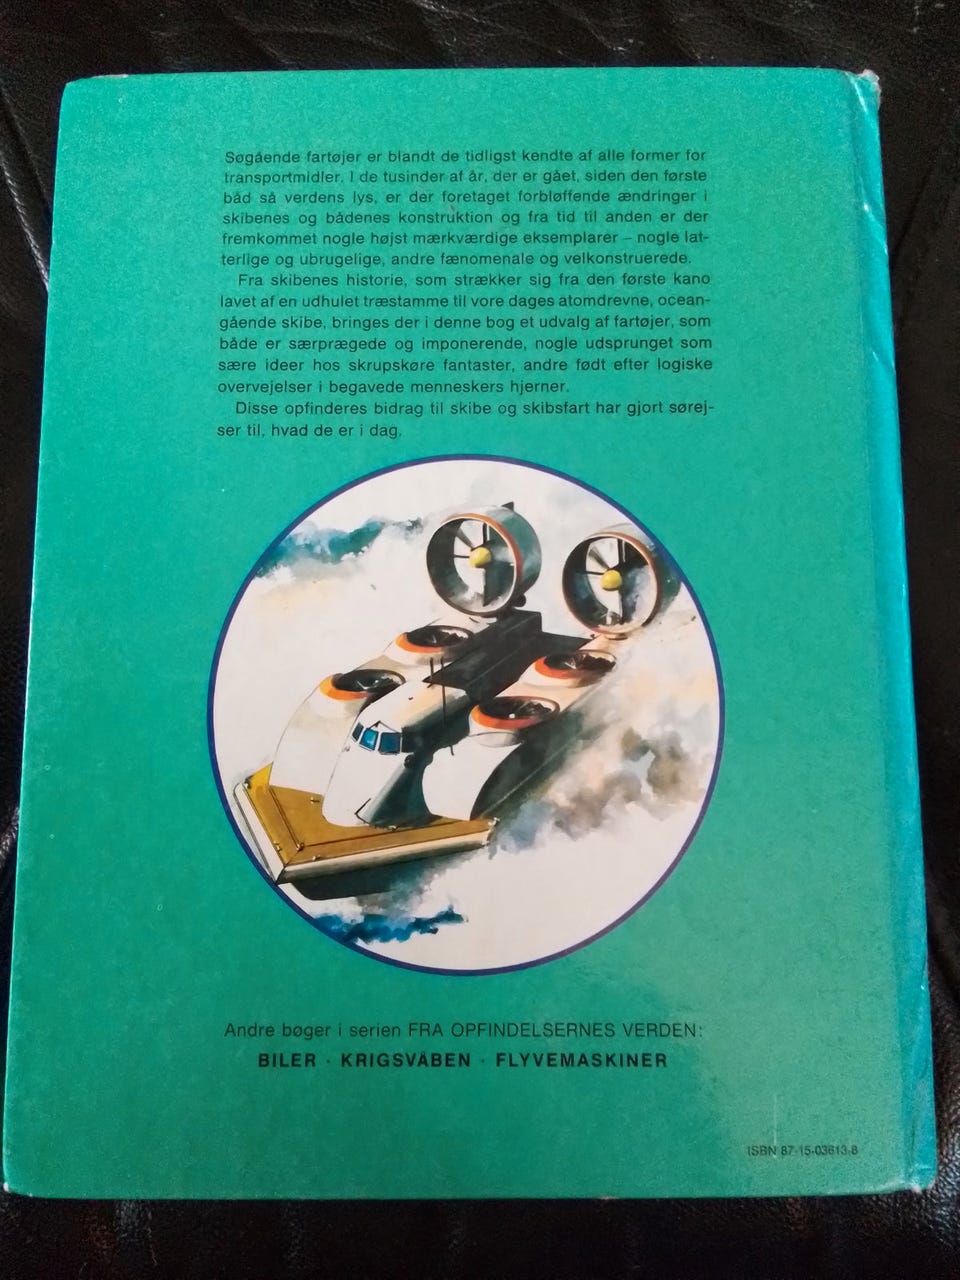 Søgående fartøjer er blandt de tidligst kendte af alle former for
transportmidler. I de tusinder af år, der er gået, siden den første
båd så verdens lys, er der foretaget forbløffende ændringer i
skibenes og bådenes konstruktion og fra tid til anden er der
fremkommet nogle højst mærkværdige eksemplarer – nogle lat-
terlige og ubrugelige, andre fænomenale og velkonstruerede.
Fra skibenes historie, som strækker sig fra den første kano
lavet af en udhulet træstamme til vore dages atomdrevne, ocean-
gående skibe, bringes der i denne bog et udvalg af fartøjer, som
både er særprægede og imponerende, nogle udsprunget som
sære ideer hos skrupskøre fantaster, andre født efter logiske
overvejelser i begavede menneskers hjerner.
Disse opfinderes bidrag til skibe og skibsfart har gjort sørej-
ser til, hvad de er i dag.
Andre bøger i serien FRA OPFINDELSERNES VERDEN:
BILER · KRIGSVÅBEN · FLYVEMASKINER
ISBN 87-15-03613-8